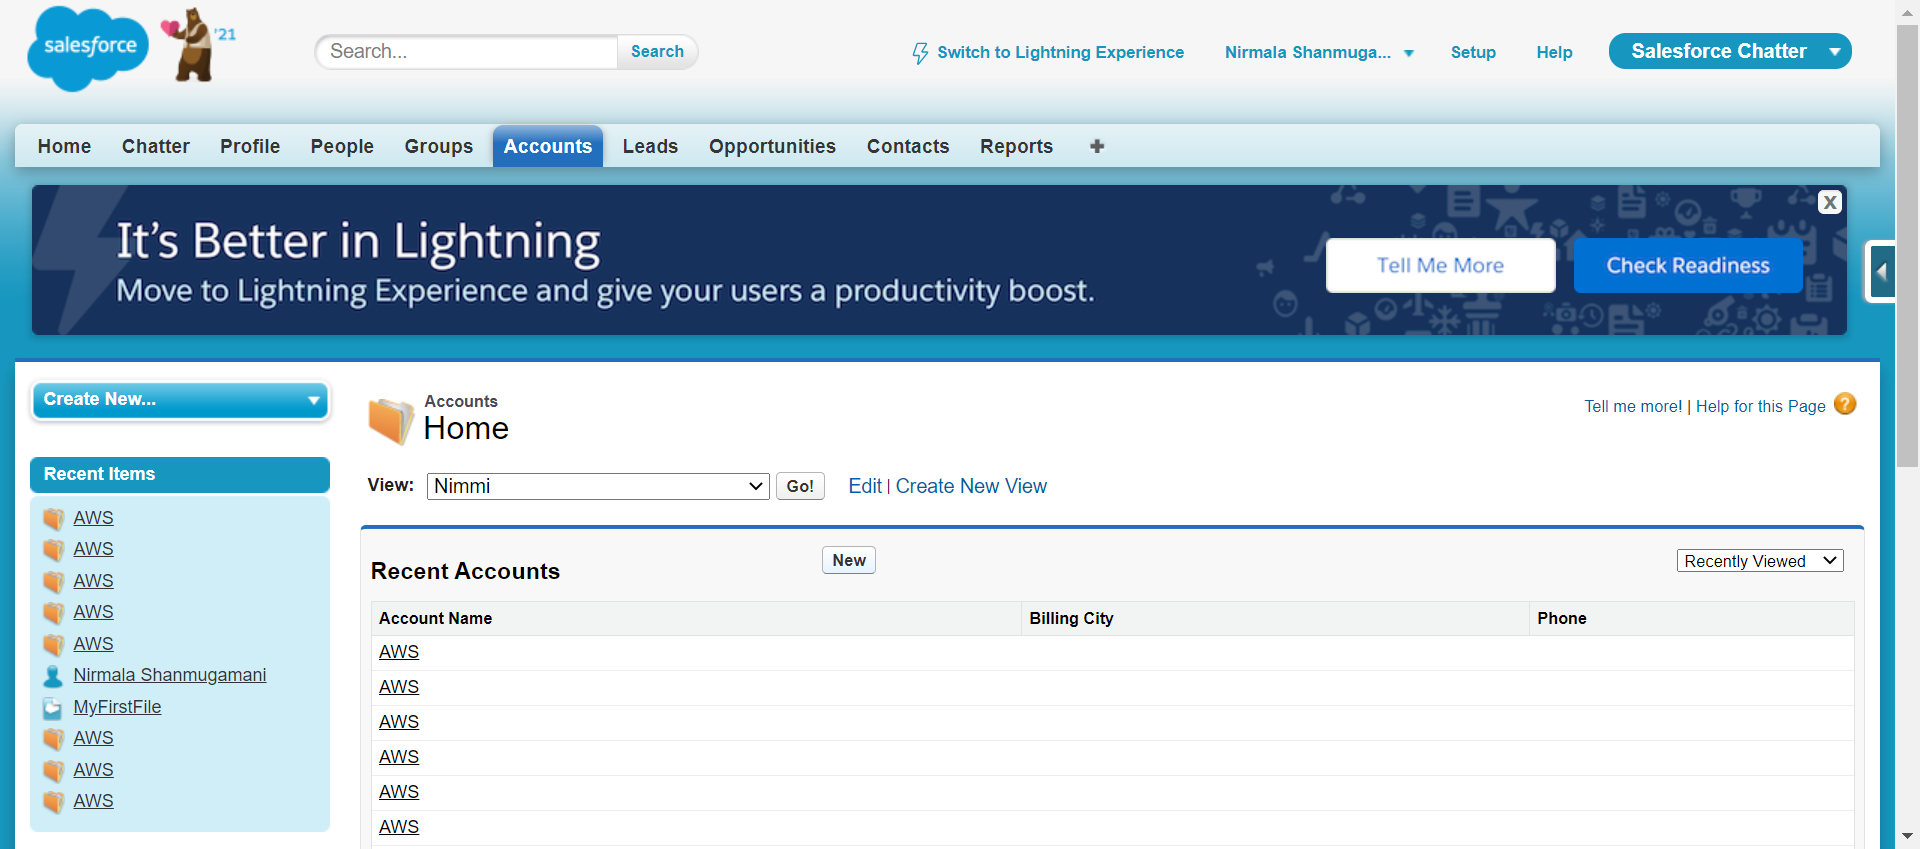 salesforce
'21
Search...
Search
Switch to Lightning Experience
Nirmala Shanmuga...
Setup
Help
Salesforce Chatter
Home
Chatter
Profile
People
Groups
Accounts
Leads
Opportunities
Contacts
Reports
It's Better in Lightning
Move to Lightning Experience and give your users a productivity boost.
Tell Me More
Check Readiness
X
Create New...
Recent Items
AWS
AWS
AWS
AWS
AWS
Nirmala Shanmugamani
MyFirstFile
AWS
AWS
AWS
Accounts
Home
Tell me more! | Help for this Page ?
View:
Nimmi
Go!
Edit | Create New View
Recent Accounts
New
Recently Viewed
Account Name
Billing City
Phone
AWS
AWS
AWS
AWS
AWS
AWS